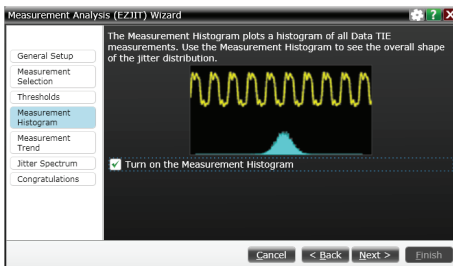 Measurement Analysis (EZJIT) Wizard
?
X
General Setup
Measurement
Selection
Thresholds
Measurement
Histogram
Measurement
Trend
Jitter Spectrum
Congratulations
The Measurement Histogram plots a histogram of all Data TIE
measurements. Use the Measurement Histogram to see the overall shape
of the jitter distribution.
Turn on the Measurement Histogram
Cancel
< Back
Next >
Finish